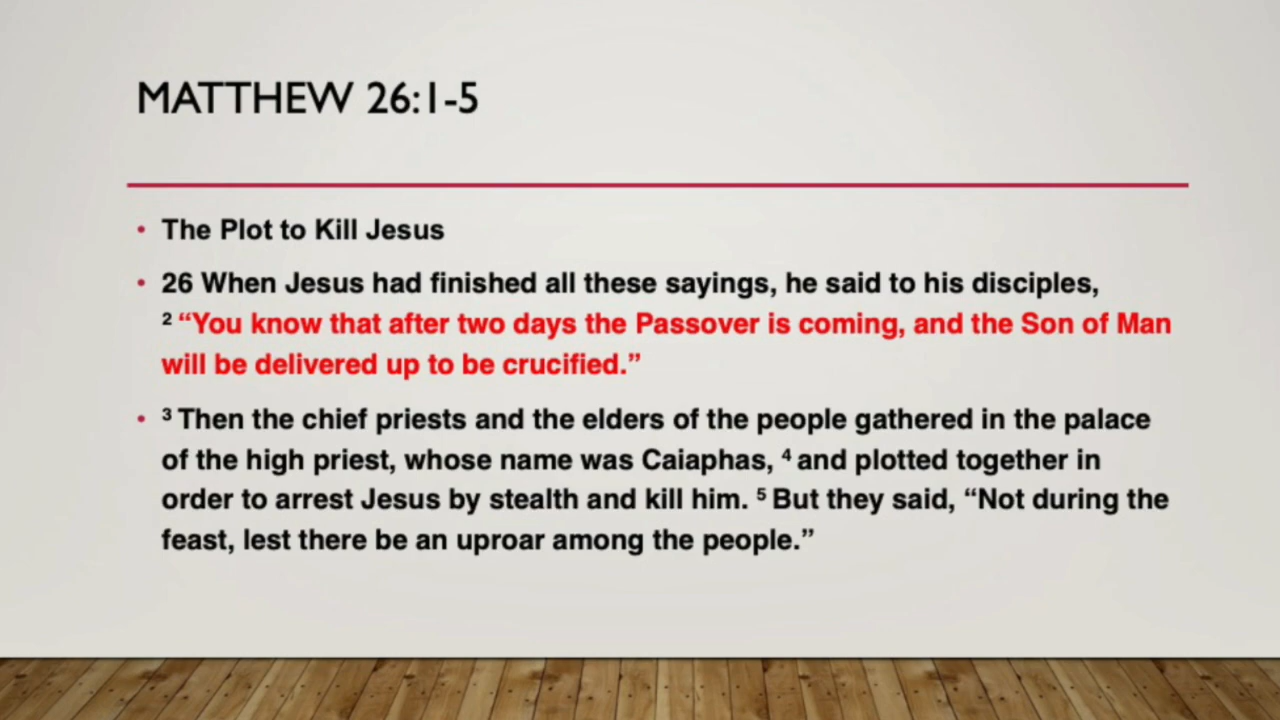 MATTHEW 26:1-5
• The Plot to Kill Jesus
• 26 When Jesus had finished all these sayings, he said to his disciples,
² “You know that after two days the Passover is coming, and the Son of Man
will be delivered up to be crucified.”
• ³ Then the chief priests and the elders of the people gathered in the palace
of the high priest, whose name was Caiaphas, ⁴ and plotted together in
order to arrest Jesus by stealth and kill him. ⁵ But they said, “Not during the
feast, lest there be an uproar among the people.”